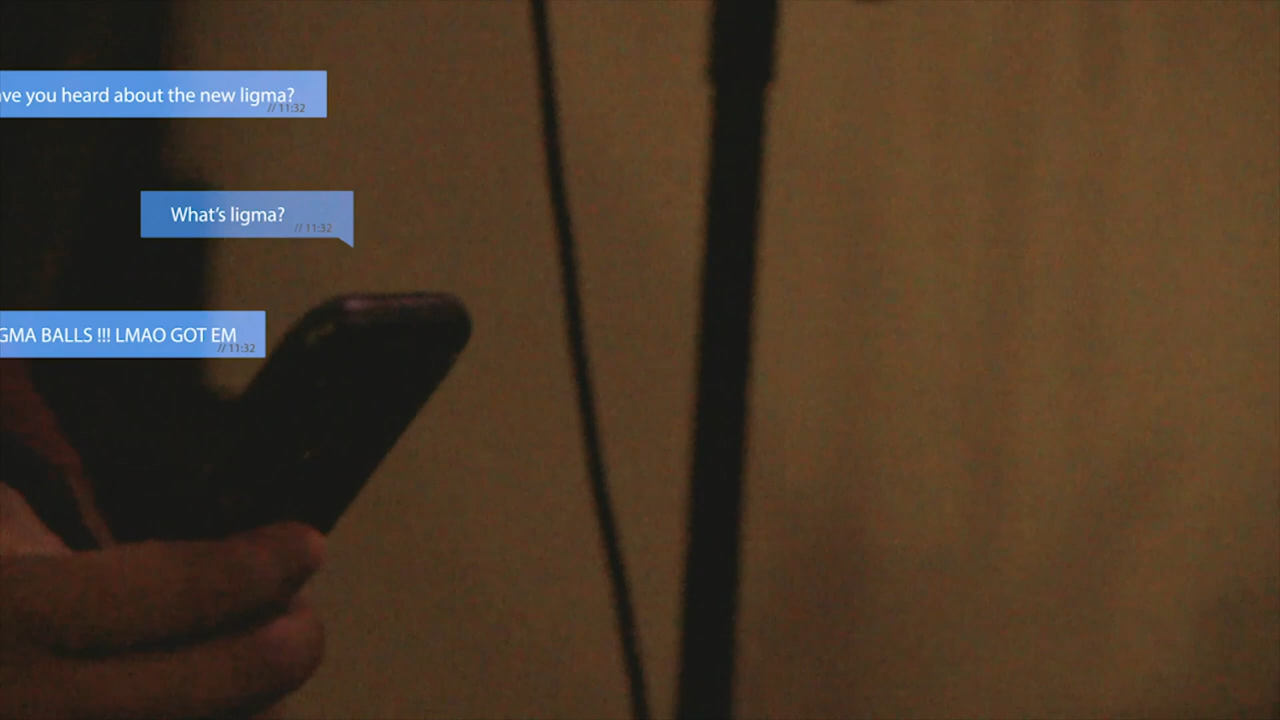 ave you heard about the new ligma?
// 11:32
What's ligma?
// 11:32
GMA BALLS !!! LMAO GOT EM
// 11:32